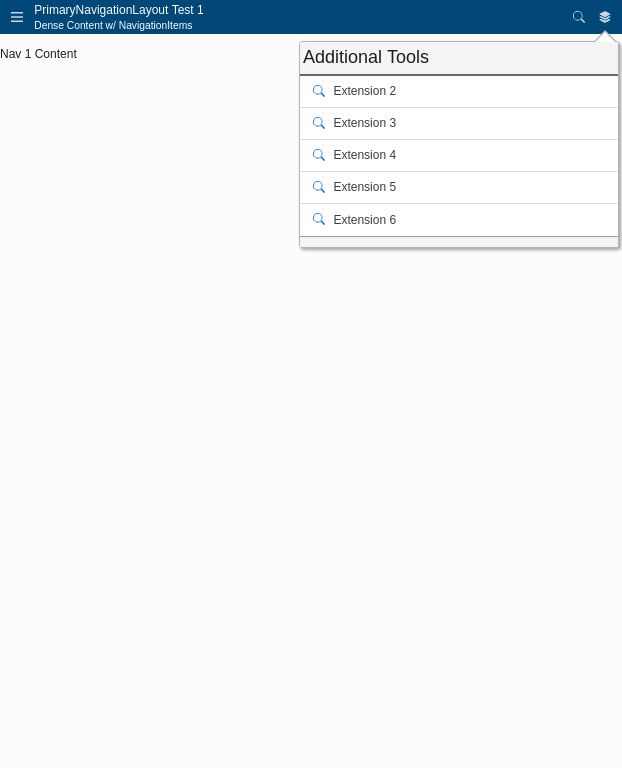 PrimaryNavigationLayout Test 1
Dense Content w/ NavigationItems
Nav 1 Content
Additional Tools
Extension 2
Extension 3
Extension 4
Extension 5
Extension 6